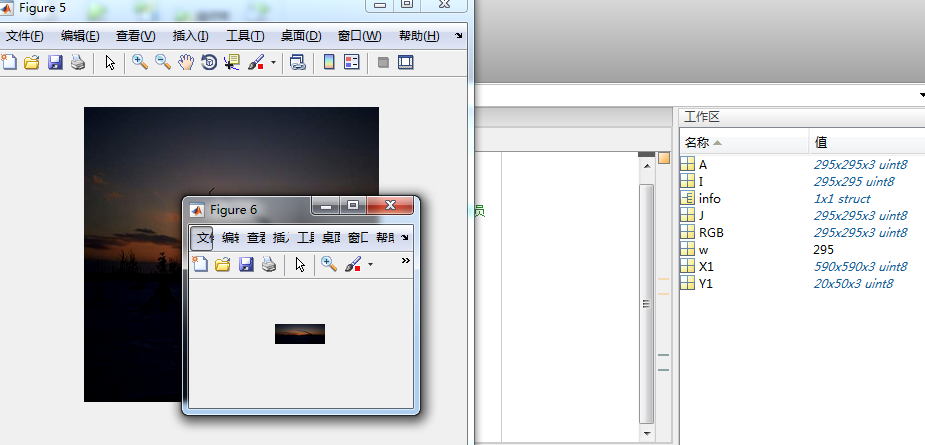 Figure 5
文件(F) 编辑(E) 查看(V) 插入(I) 工具(T) 桌面(D) 窗口(W) 帮助(H)
Figure 6
文件 编辑 查看 插入 工具 桌面 窗口 帮助
员
工作区
名称 值
A 295x295x3 uint8
I 295x295 uint8
info 1x1 struct
J 295x295x3 uint8
RGB 295x295x3 uint8
w 295
X1 590x590x3 uint8
Y1 20x50x3 uint8